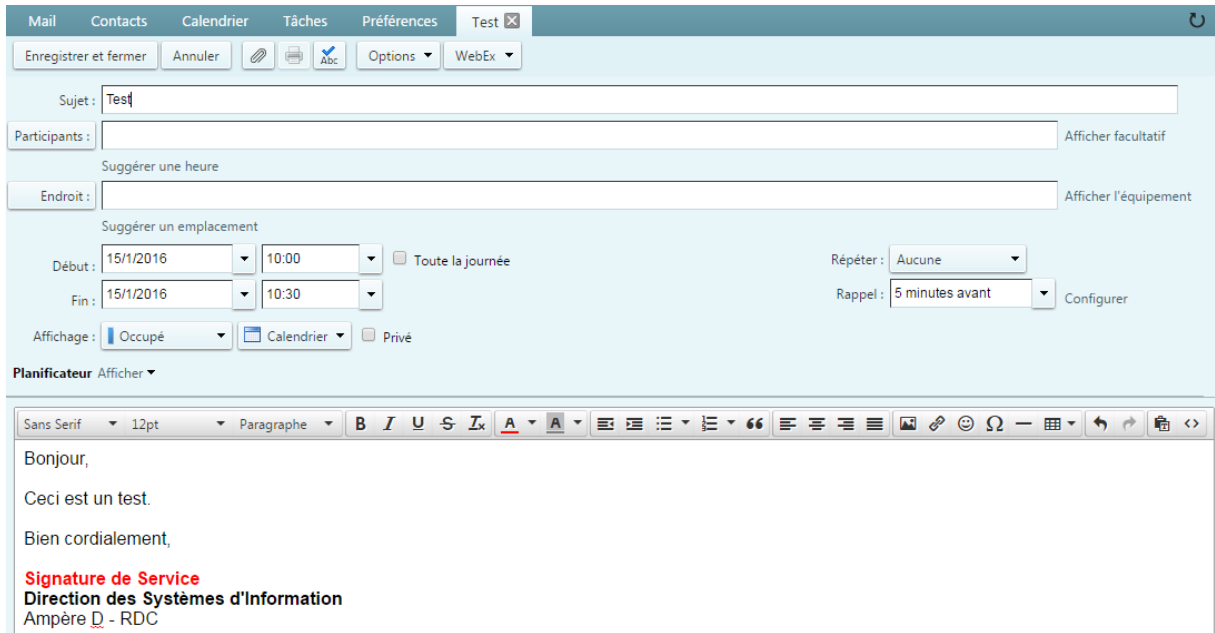 Mail Contacts Calendrier Tâches Préférences Test
Enregistrer et fermer Annuler Abc Options WebEx
Sujet : Test
Participants : Afficher facultatif
Suggérer une heure
Endroit : Afficher l'équipement
Suggérer un emplacement
Début : 15/1/2016 10:00 Toute la journée Répéter : Aucune
Fin : 15/1/2016 10:30 Rappel : 5 minutes avant Configurer
Affichage : Occupé Calendrier Privé
Planificateur Afficher
Sans Serif 12pt Paragraphe B I U S Ix A A Ω
Bonjour,
Ceci est un test.
Bien cordialement,
Signature de Service
Direction des Systèmes d'Information
Ampère D - RDC